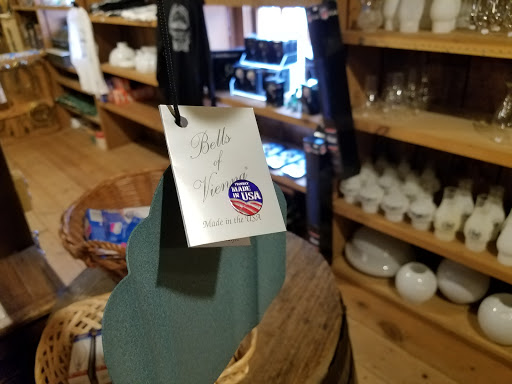 Bells
of
Vienna
PROUDLY
MADE
IN
USA
Made in the USA